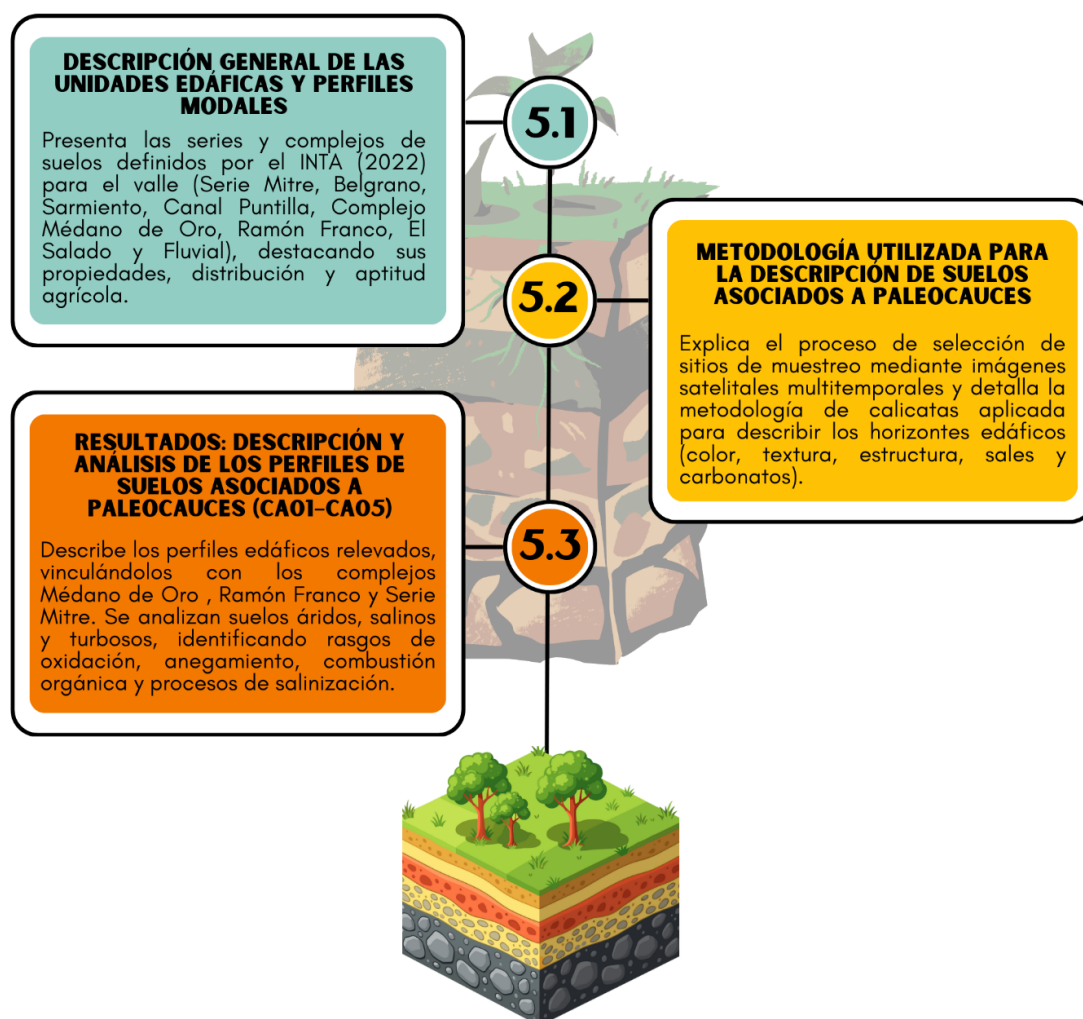 DESCRIPCIÓN GENERAL DE LAS
UNIDADES EDÁFICAS Y PERFILES
MODALES
Presenta las series y complejos de
suelos definidos por el INTA (2022)
para el valle (Serie Mitre, Belgrano,
Sarmiento, Canal Puntilla, Complejo
Médano de Oro, Ramón Franco, El
Salado y Fluvial), destacando sus
propiedades, distribución y aptitud
agrícola.
5.1
5.2
METODOLOGÍA UTILIZADA PARA
LA DESCRIPCIÓN DE SUELOS
ASOCIADOS A PALEOCAUCES
Explica el proceso de selección de
sitios de muestreo mediante imágenes
satelitales multitemporales y detalla la
metodología de calicatas aplicada
para describir los horizontes edáficos
(color, textura, estructura, sales y
carbonatos).
RESULTADOS: DESCRIPCIÓN Y
ANÁLISIS DE LOS PERFILES DE
SUELOS ASOCIADOS A
PALEOCAUCES (CA01-CA05)
Describe los perfiles edáficos relevados,
vinculándolos con los complejos
Médano de Oro , Ramón Franco y Serie
Mitre. Se analizan suelos áridos, salinos
y turbosos, identificando rasgos de
oxidación, anegamiento, combustión
orgánica y procesos de salinización.
5.3